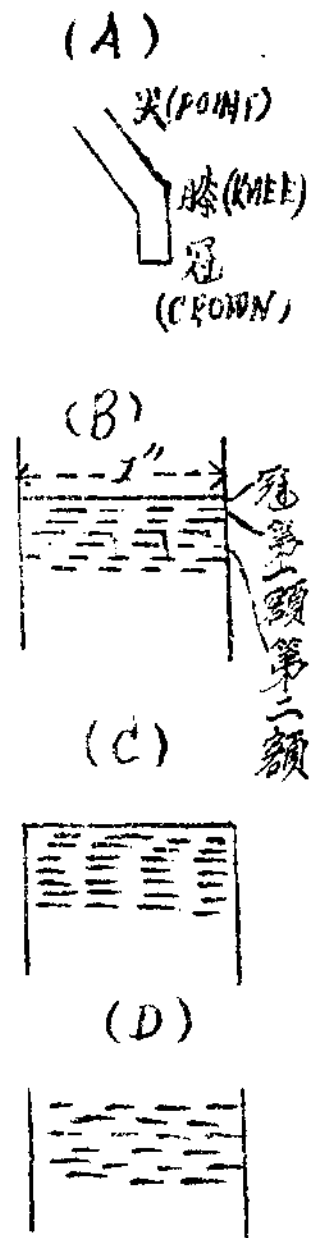 (A)
尖(POINT)
膝(KNEE)
冠
(CROWN)
(B)
1"
冠
第一額
第二額
(C)
(D)